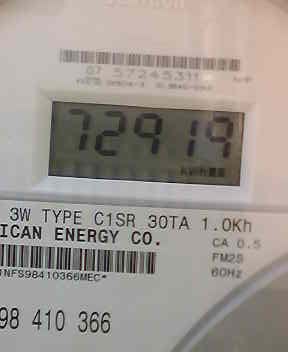 07 57245311
72919
kWh
3W TYPE C1SR 30TA 1.0Kh
ICAN ENERGY CO.
CA 0.5
FM2S
60Hz
1NFS98410366MEC*
98 410 366